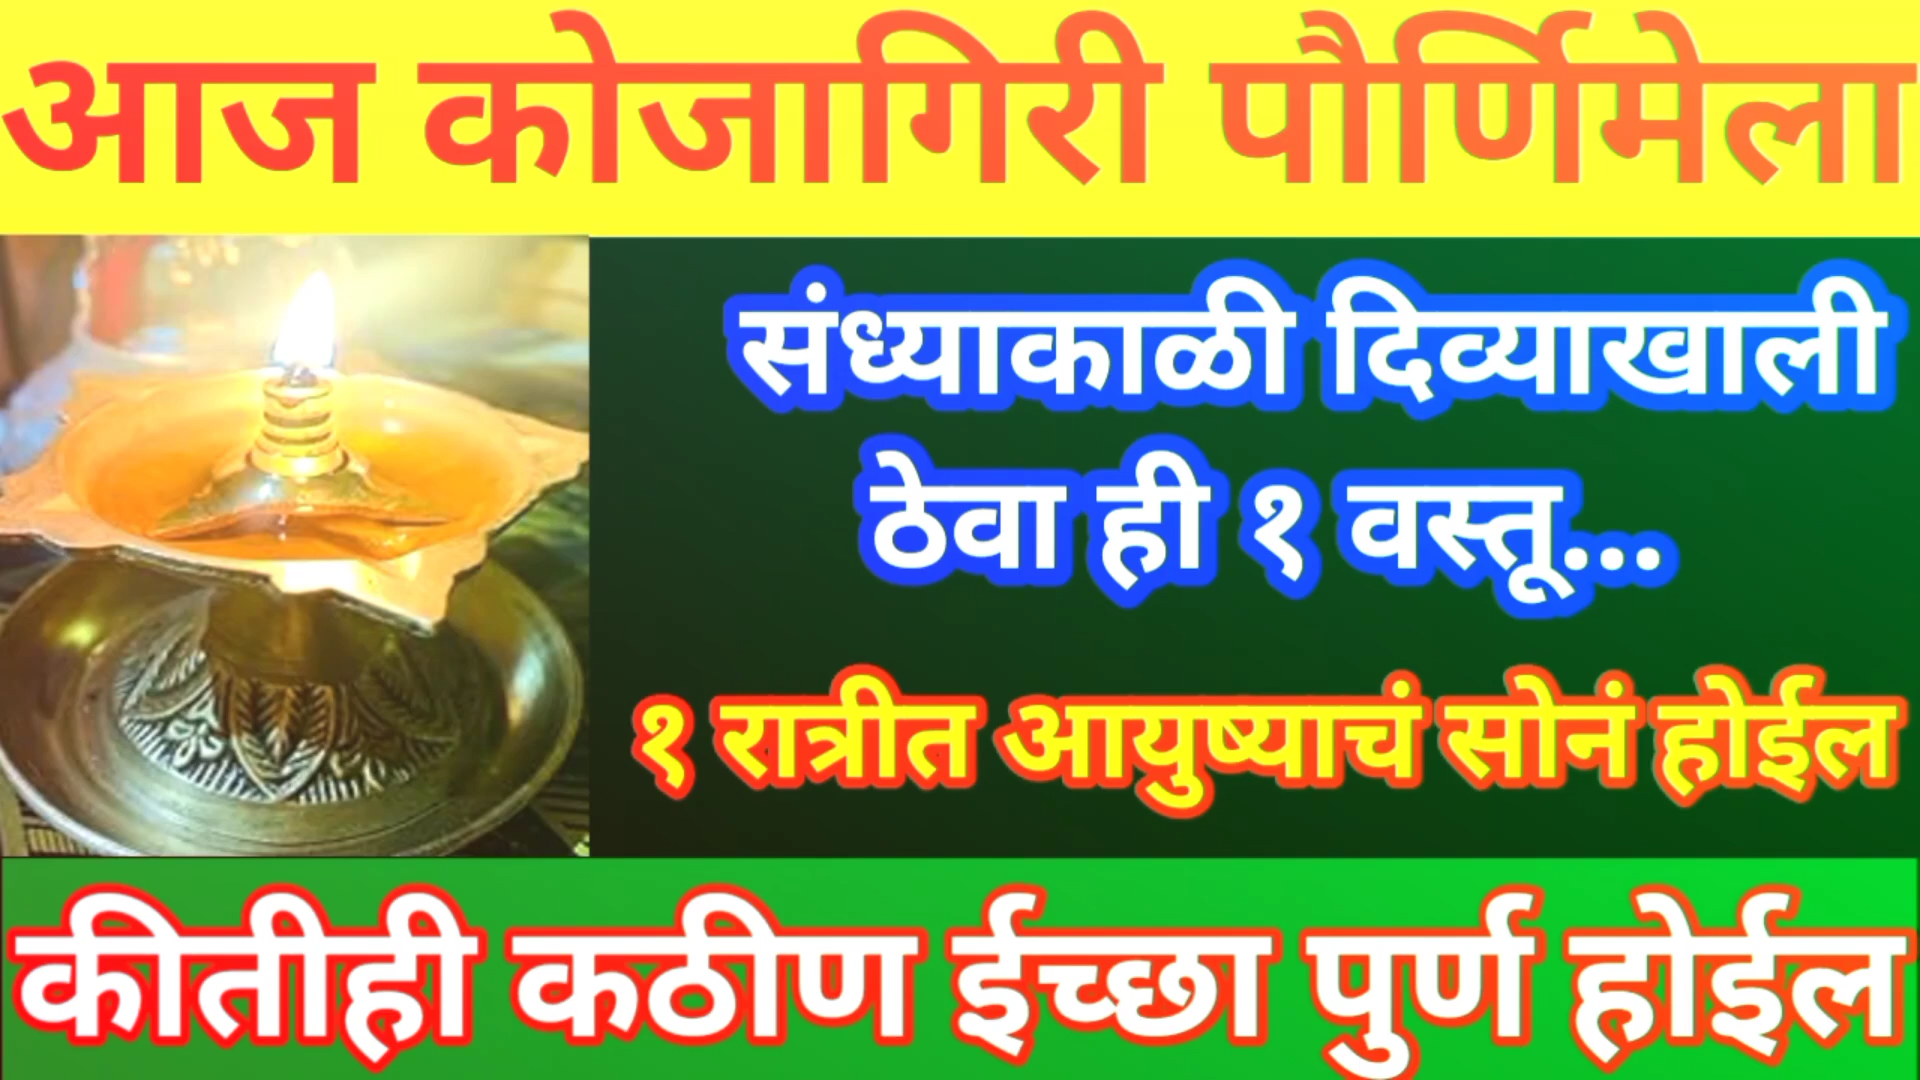 आज कोजागिरी पौर्णिमेला
संध्याकाळी दिव्याखाली
ठेवा ही १ वस्तू...
१ रात्रीत आयुष्याचं सोनं होईल
कीतीही कठीण ईच्छा पुर्ण होईल